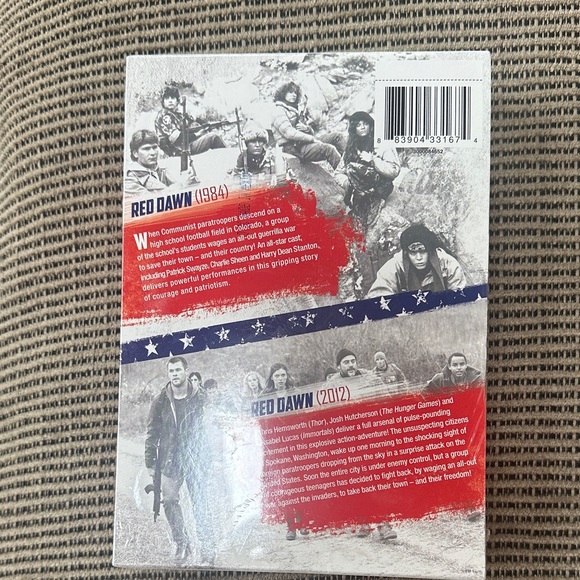 8 83904 33167 4
RED DAWN (1984)
When Communist paratroopers descend on a
high school football field in Colorado, a group
of the school's students wages an all-out guerrilla war
to save their town – and their country! An all-star cast,
including Patrick Swayze, Charlie Sheen and Harry Dean Stanton,
delivers powerful performances in this gripping story
of courage and patriotism.
RED DAWN (2012)
Hemsworth (Thor), Josh Hutcherson (The Hunger Games) and
Lucas (Immortals) deliver a full arsenal of pulse-pounding
in this explosive action-adventure! The unsuspecting citizens
Spokane, Washington, wake up one morning to the shocking sight of
paratroopers dropping from the sky in a surprise attack on the
States. Soon the entire city is under enemy control, but a group
courageous teenagers has decided to fight back, by waging an all-out
against the invaders, to take back their town – and their freedom!